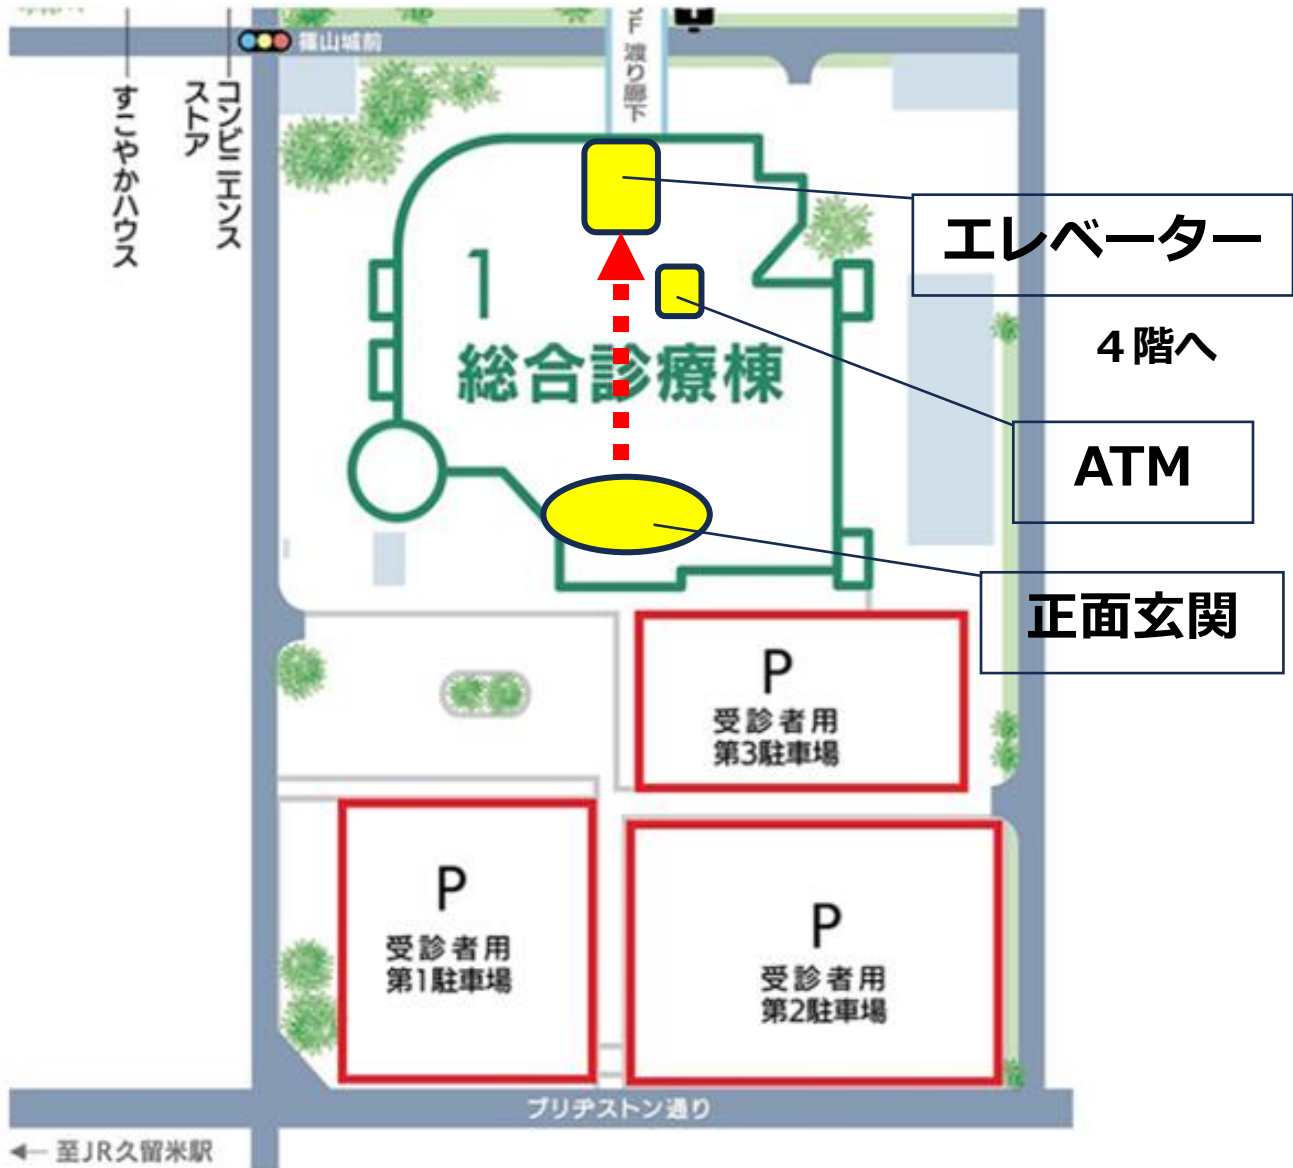 篠山城前
渡り廊下
すこやかハウス
コンビニエンス
ストア
エレベーター
4階へ
1
総合診療棟
ATM
正面玄関
P
受診者用
第3駐車場
P
受診者用
第1駐車場
P
受診者用
第2駐車場
ブリヂストン通り
← 至JR久留米駅